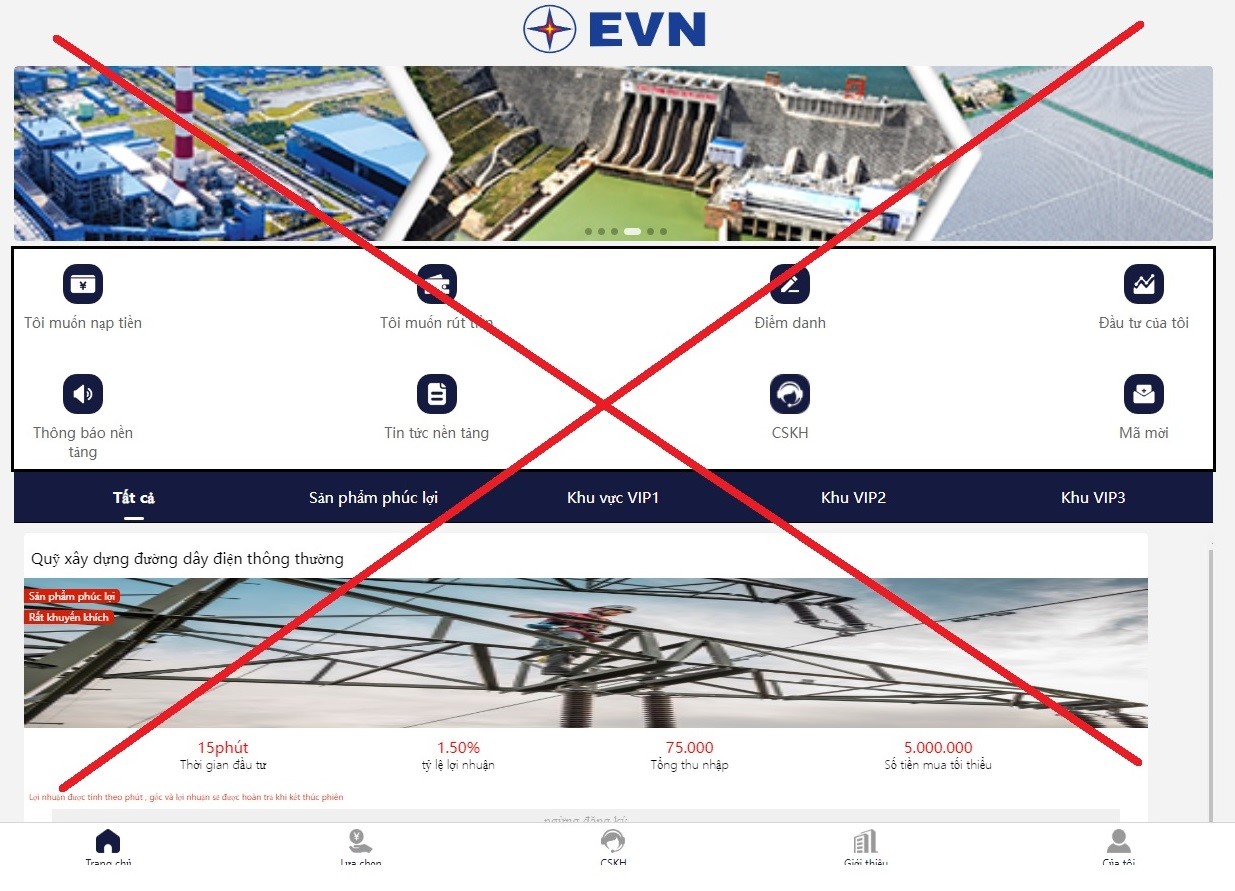 EVN
Tôi muốn nạp tiền
Tôi muốn rút tiền
Điểm danh
Đầu tư của tôi
Thông báo nền
tảng
Tin tức nền tảng
CSKH
Mã mời
Tất cả
Sản phẩm phúc lợi
Khu vực VIP1
Khu VIP2
Khu VIP3
Quỹ xây dựng đường dây điện thông thường
Sản phẩm phúc lợi
Rất khuyến khích
15phút
1.50%
75.000
5.000.000
Thời gian đầu tư
tỷ lệ lợi nhuận
Tổng thu nhập
Số tiền mua tối thiểu
Lợi nhuận được tính theo phút , gốc và lợi nhuận sẽ được hoàn trả khi kết thúc phiên
ngừng đăng ký
Trang chủ
Lựa chọn
CSKH
Giới thiệu
Của tôi